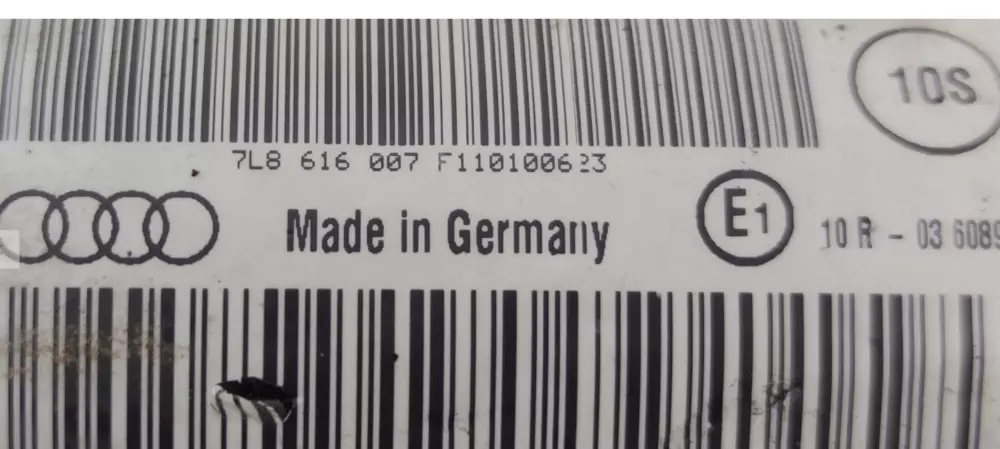 10S
7L8 616 007 F110100623
Made in Germany
E1
10 R - 03 6089